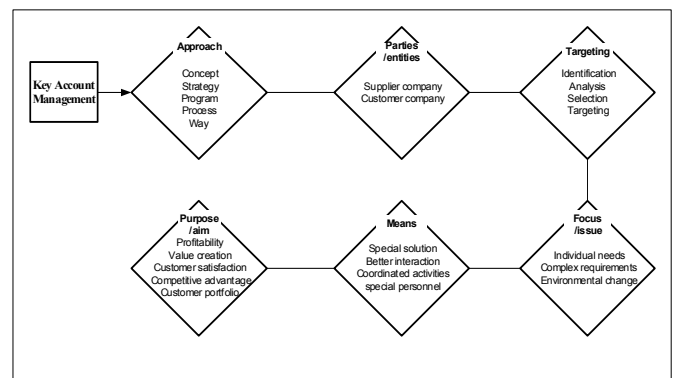 Key Account
Management
Approach
Concept
Strategy
Program
Process
Way
Parties
/entities
Supplier company
Customer company
Targeting
Identification
Analysis
Selection
Targeting
Focus
/issue
Individual needs
Complex requirements
Environmental change
Means
Special solution
Better interaction
Coordinated activities
special personnel
Purpose
/aim
Profitability
Value creation
Customer satisfaction
Competitive advantage
Customer portfolio